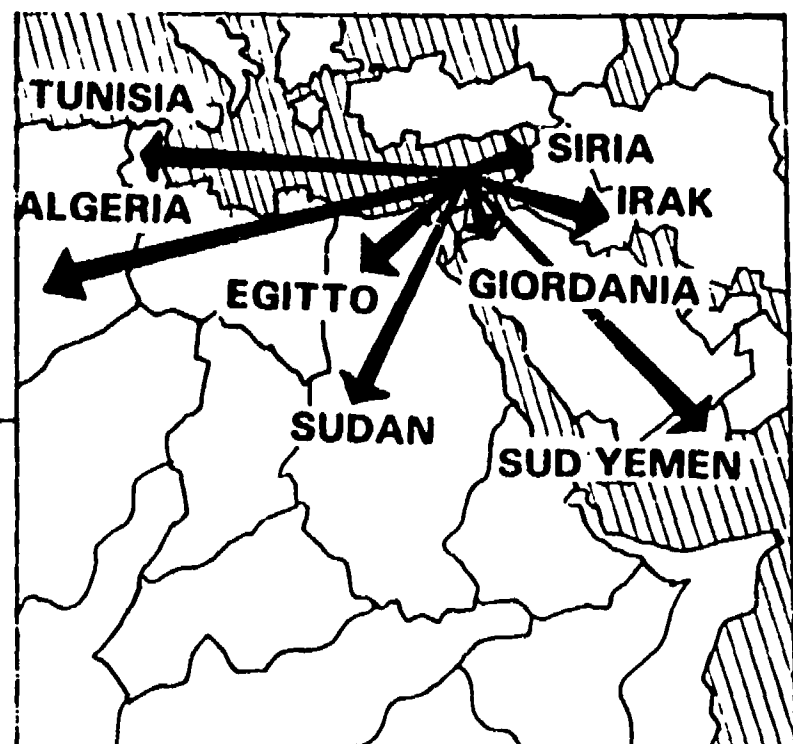 TUNISIA
SIRIA
ALGERIA
IRAK
EGITTO
GIORDANIA
SUDAN
SUD YEMEN